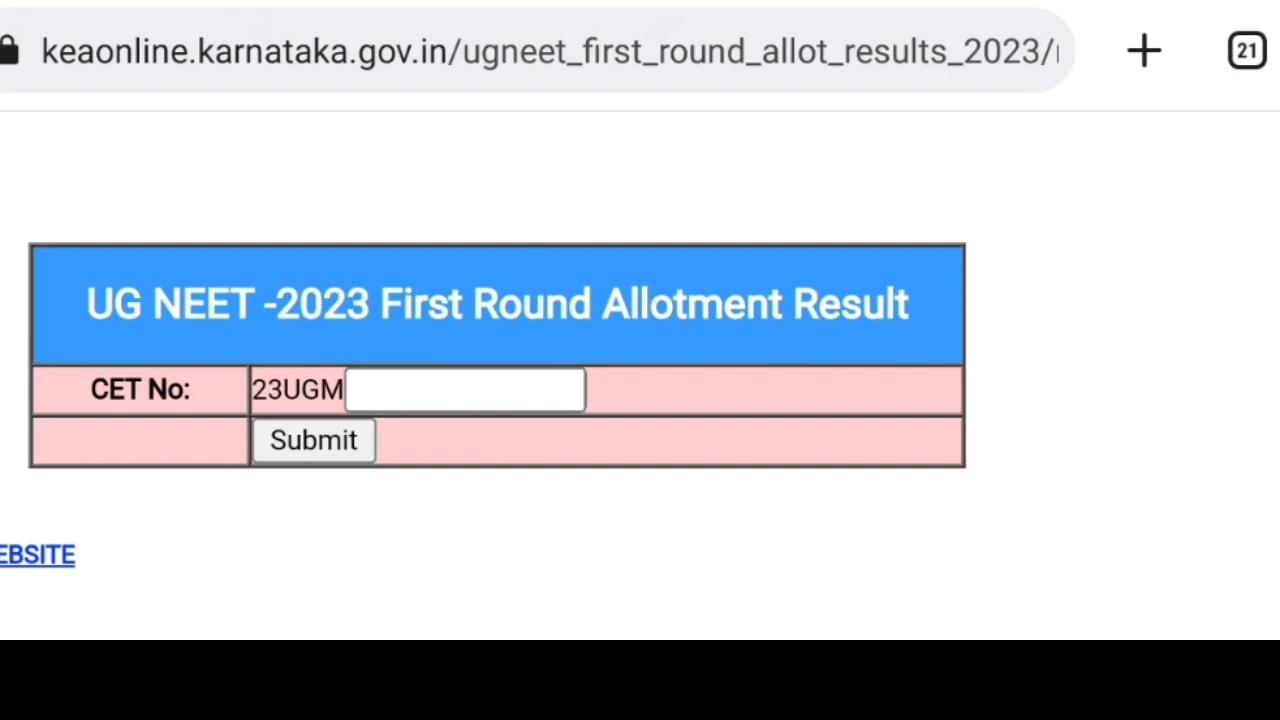 keaonline.karnataka.gov.in/ugneet_first_round_allot_results_2023/
21
UG NEET -2023 First Round Allotment Result
CET No: 23UGM
Submit
EBSITE